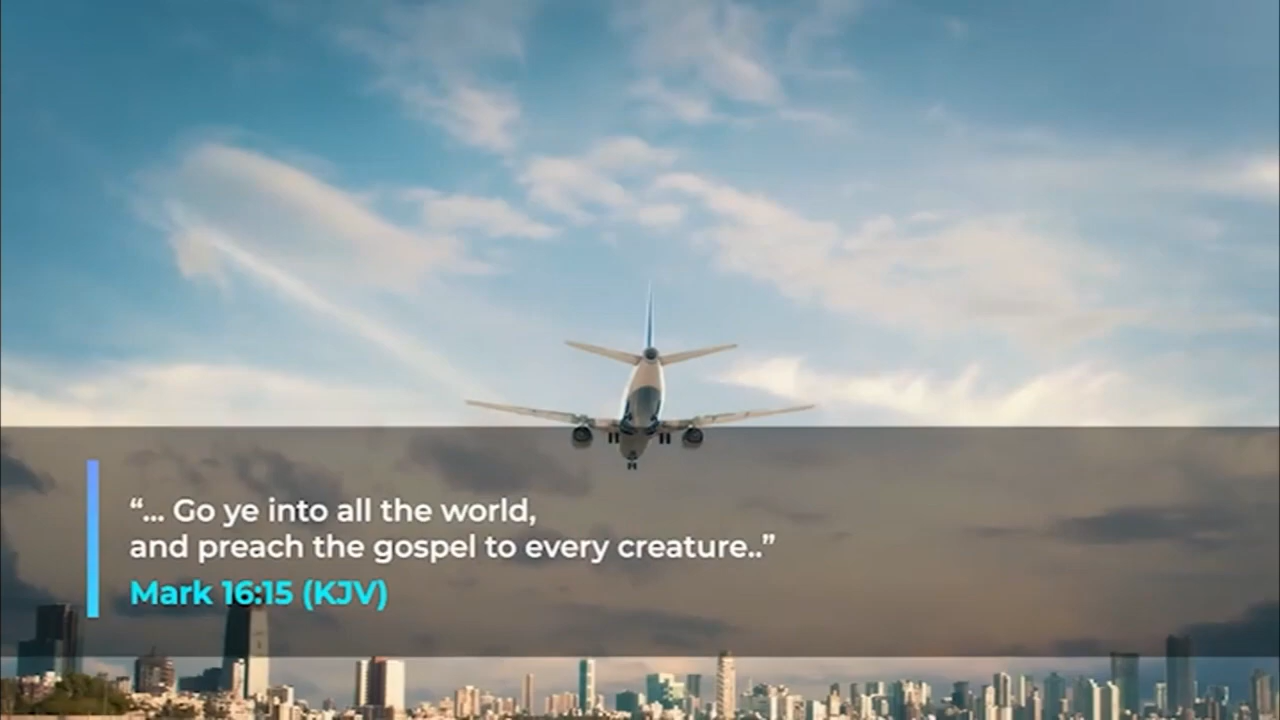 “... Go ye into all the world,
and preach the gospel to every creature..”
Mark 16:15 (KJV)